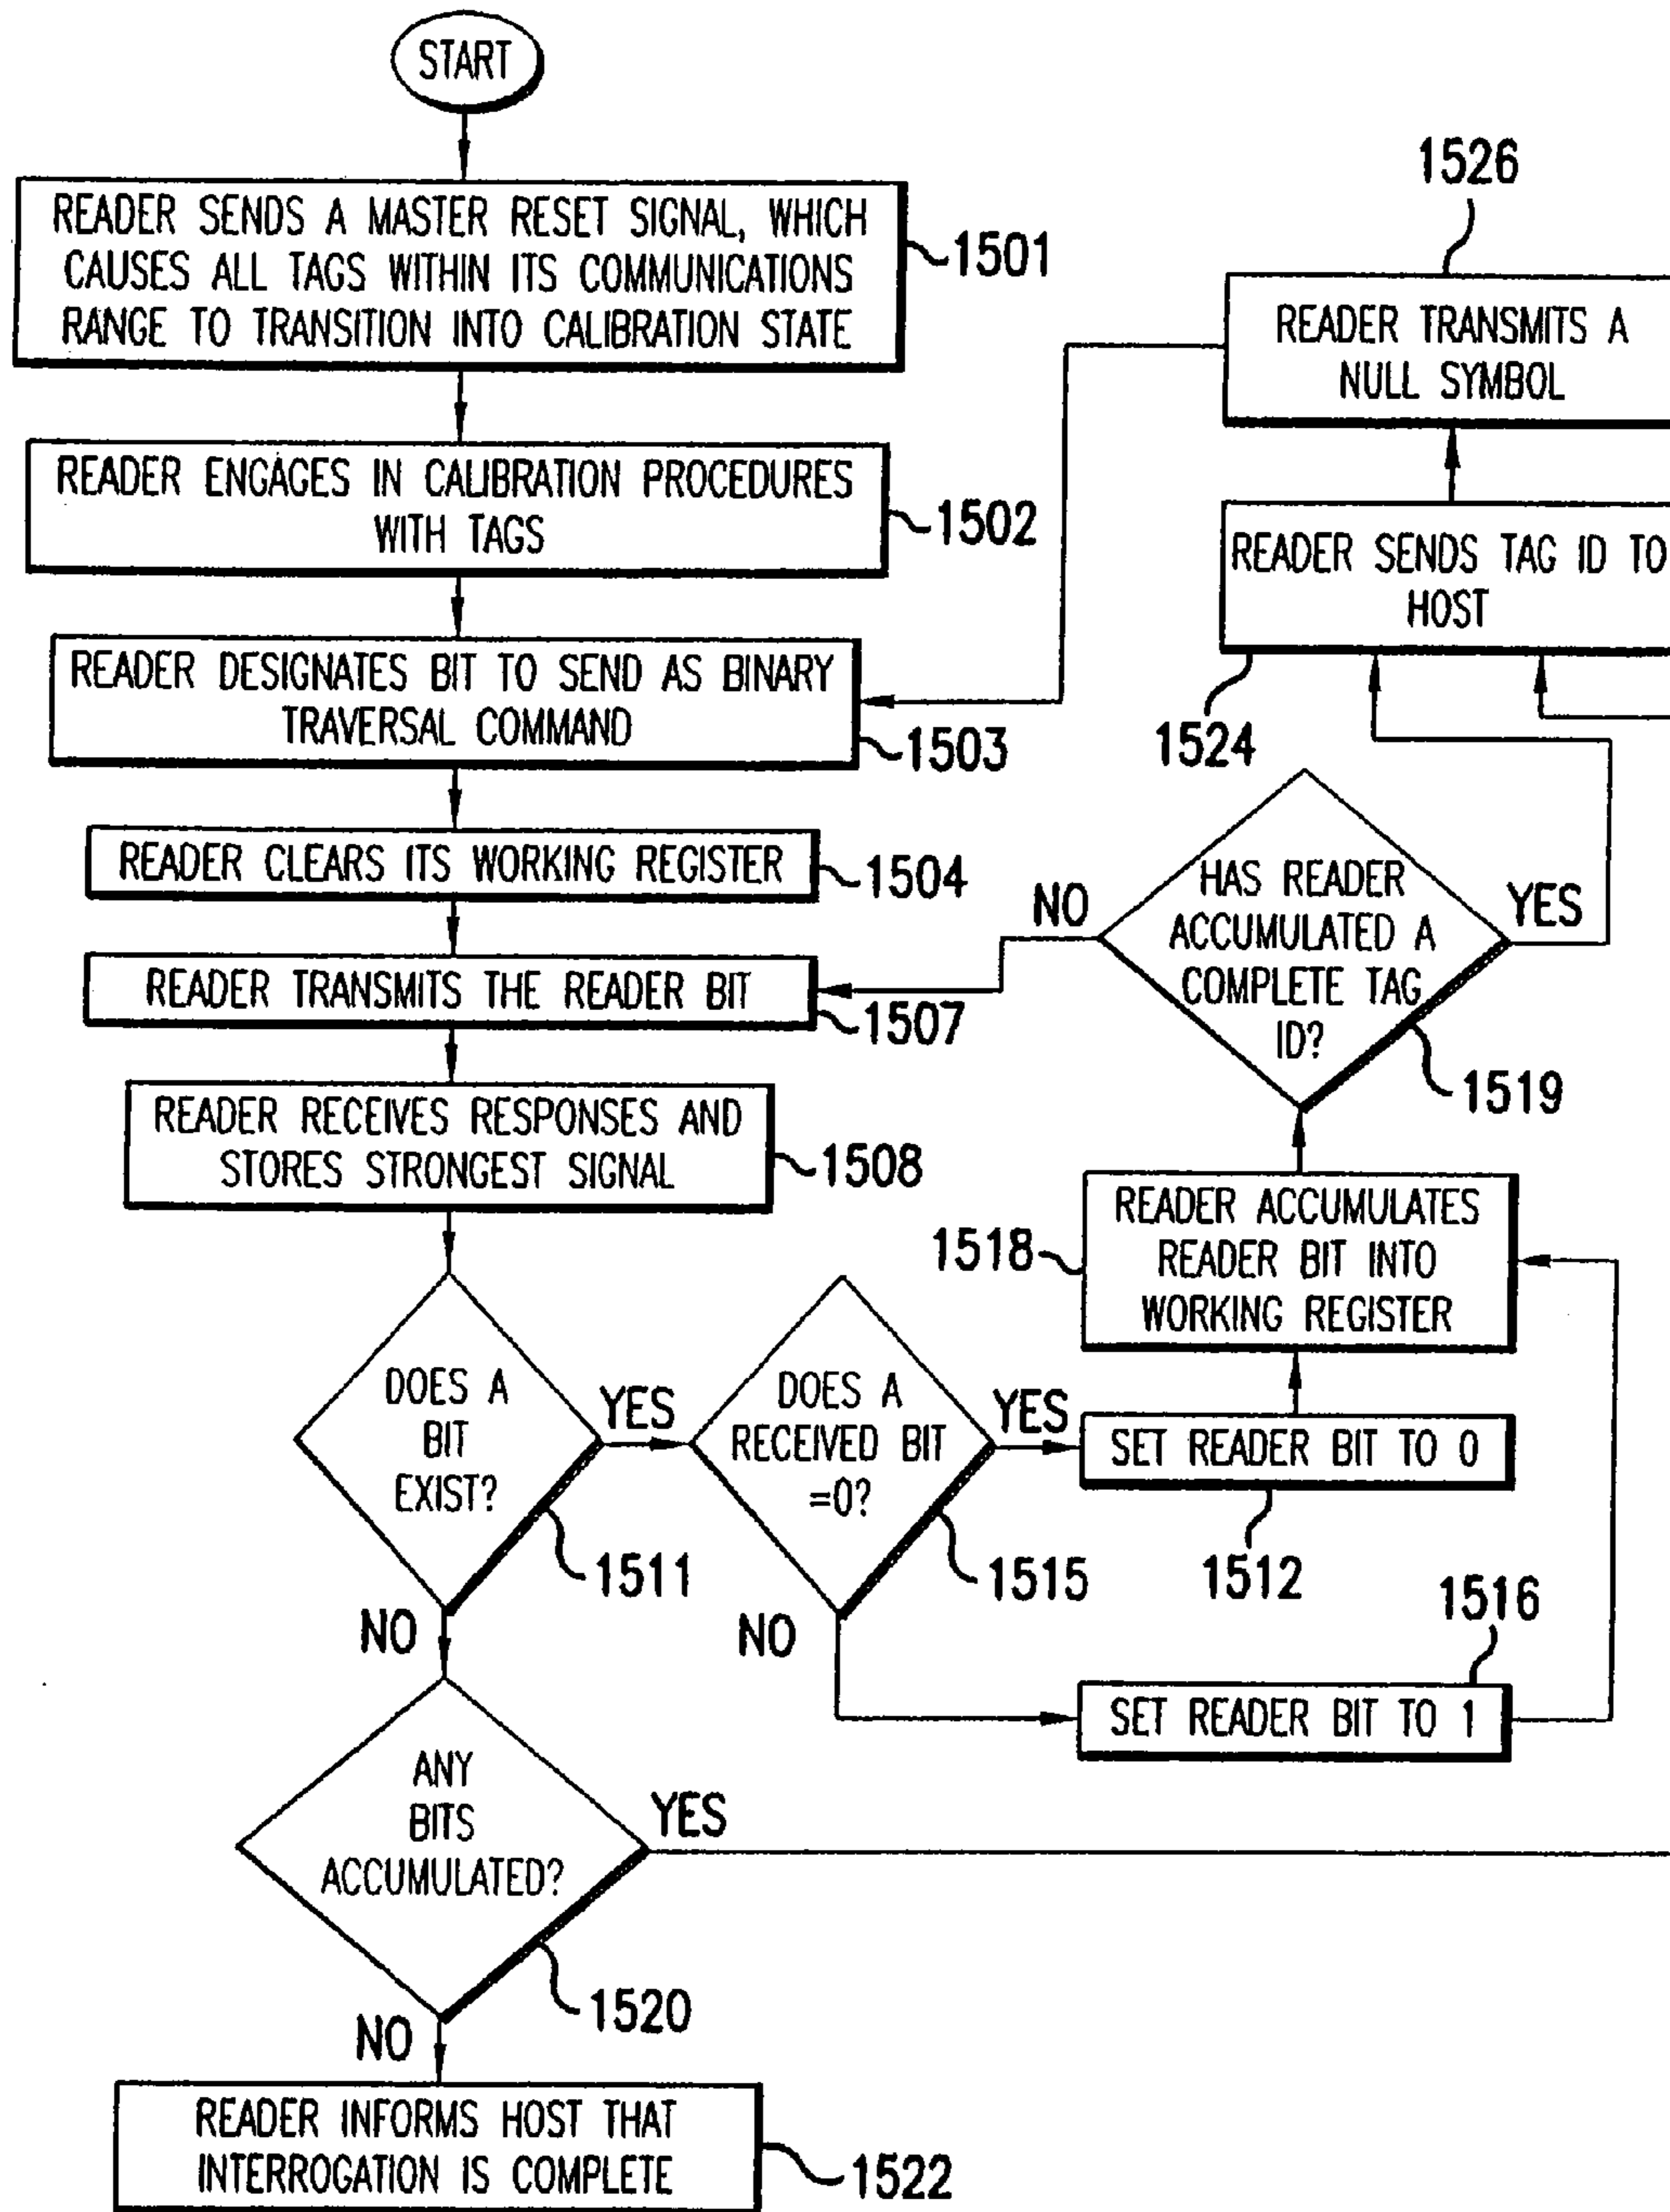 START
READER SENDS A MASTER RESET SIGNAL, WHICH
CAUSES ALL TAGS WITHIN ITS COMMUNICATIONS
RANGE TO TRANSITION INTO CALIBRATION STATE
1501
READER ENGAGES IN CALIBRATION PROCEDURES
WITH TAGS
1502
READER DESIGNATES BIT TO SEND AS BINARY
TRAVERSAL COMMAND
1503
READER CLEARS ITS WORKING REGISTER
1504
READER TRANSMITS THE READER BIT
1507
READER RECEIVES RESPONSES AND
STORES STRONGEST SIGNAL
1508
DOES A
BIT
EXIST?
1511
YES
NO
DOES A
RECEIVED BIT
=0?
1515
YES
NO
SET READER BIT TO 0
1512
SET READER BIT TO 1
1516
READER ACCUMULATES
READER BIT INTO
WORKING REGISTER
1518
HAS READER
ACCUMULATED A
COMPLETE TAG
ID?
1519
NO
YES
READER SENDS TAG ID TO
HOST
1524
READER TRANSMITS A
NULL SYMBOL
1526
ANY
BITS
ACCUMULATED?
1520
YES
NO
READER INFORMS HOST THAT
INTERROGATION IS COMPLETE
1522